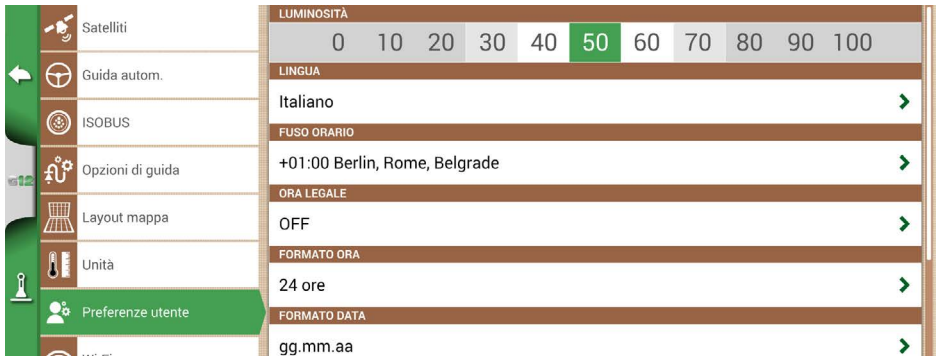 Satelliti
Guida autom.
ISOBUS
Opzioni di guida
Layout mappa
Unità
Preferenze utente
LUMINOSITÀ
0 10 20 30 40 50 60 70 80 90 100
LINGUA
Italiano
FUSO ORARIO
+01:00 Berlin, Rome, Belgrade
ORA LEGALE
OFF
FORMATO ORA
24 ore
FORMATO DATA
gg.mm.aa